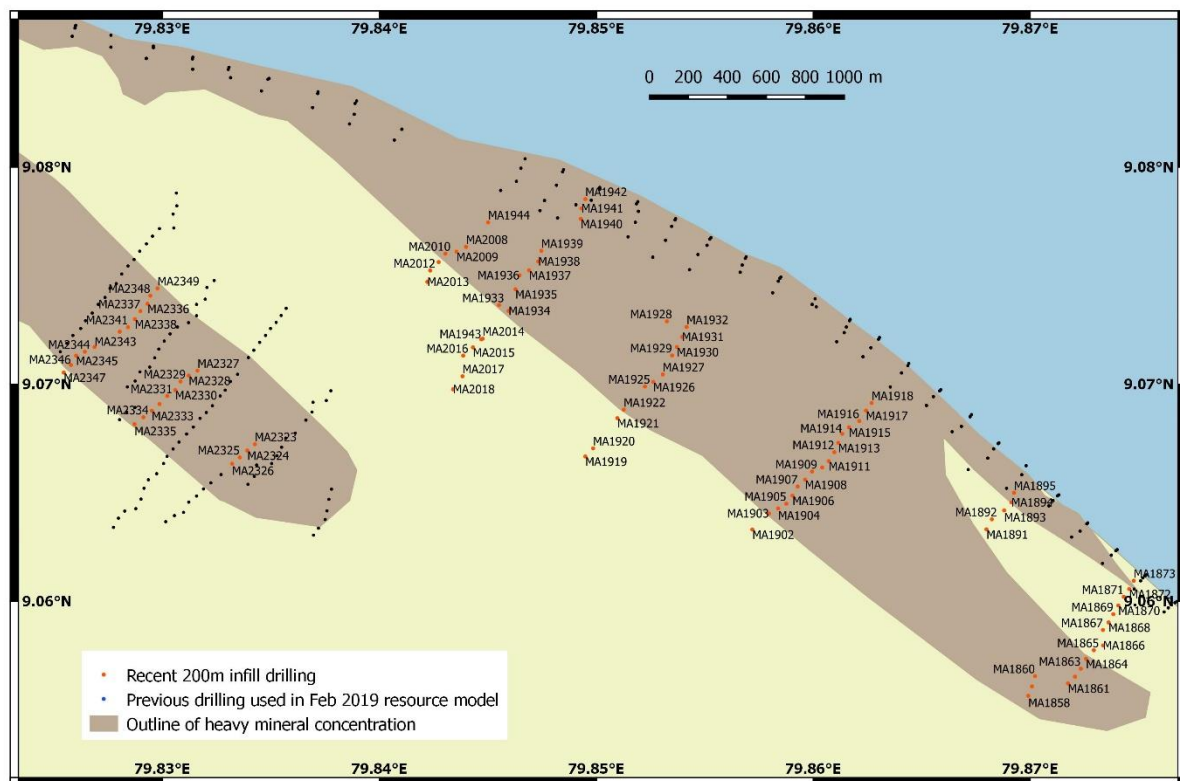 79.83°E 79.84°E 79.85°E 79.86°E 79.87°E
0 200 400 600 800 1000 m
9.08°N 9.08°N
MA1942
MA1941
MA1940
MA1944
MA2008
MA2010
MA2009
MA2012
MA2013
MA1939
MA1938
MA1936
MA1937
MA1935
MA1933
MA1934
MA2349
MA2348
MA2337
MA2336
MA2341
MA2338
MA2343
MA2344
MA2346
MA2345
MA2347
MA1928
MA1932
MA1931
MA1929
MA1930
MA1943
MA2014
MA2016
MA2015
MA2017
MA2018
MA2327
MA2329
MA2328
MA2331
MA2330
MA2334
MA2333
MA2335
MA1927
MA1925
MA1926
MA1922
MA1921
9.07°N 9.07°N
MA1918
MA1916
MA1917
MA1914
MA1915
MA1912
MA1913
MA2323
MA2325
MA2324
MA2326
MA1920
MA1919
MA1909
MA1911
MA1907
MA1908
MA1905
MA1906
MA1903
MA1904
MA1902
MA1895
MA1894
MA1892
MA1893
MA1891
MA1873
MA1871
MA1872
9.06°N 9.06°N
MA1869
MA1870
MA1867
MA1868
MA1865
MA1866
MA1863
MA1864
MA1860
MA1861
MA1858
Recent 200m infill drilling
Previous drilling used in Feb 2019 resource model
Outline of heavy mineral concentration
79.83°E 79.84°E 79.85°E 79.86°E 79.87°E